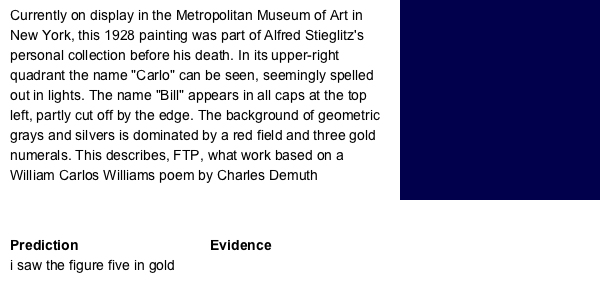 Currently on display in the Metropolitan Museum of Art in
New York, this 1928 painting was part of Alfred Stieglitz's
personal collection before his death. In its upper-right
quadrant the name "Carlo" can be seen, seemingly spelled
out in lights. The name "Bill" appears in all caps at the top
left, partly cut off by the edge. The background of geometric
grays and silvers is dominated by a red field and three gold
numerals. This describes, FTP, what work based on a
William Carlos Williams poem by Charles Demuth
Prediction Evidence
i saw the figure five in gold